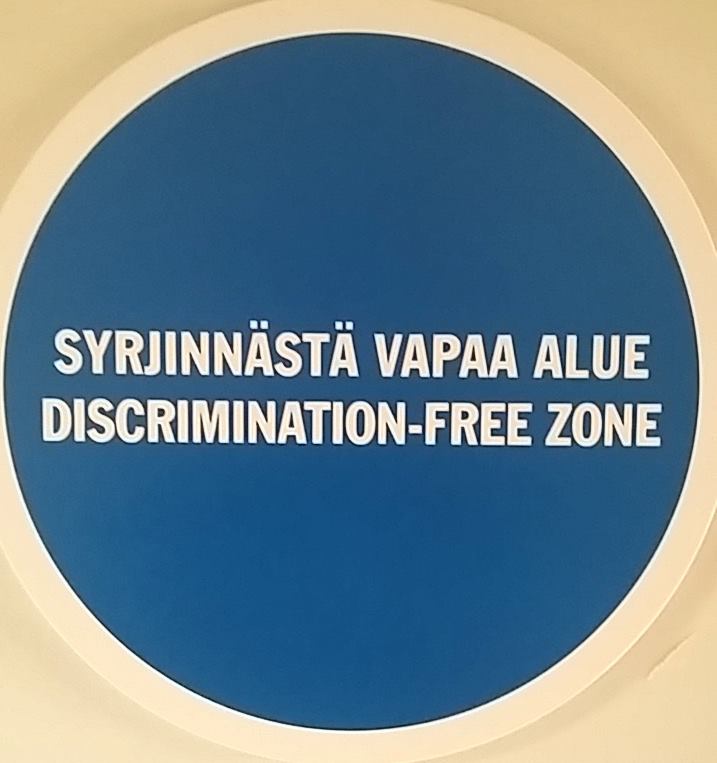 SYRJINNÄSTÄ VAPAA ALUE
DISCRIMINATION-FREE ZONE